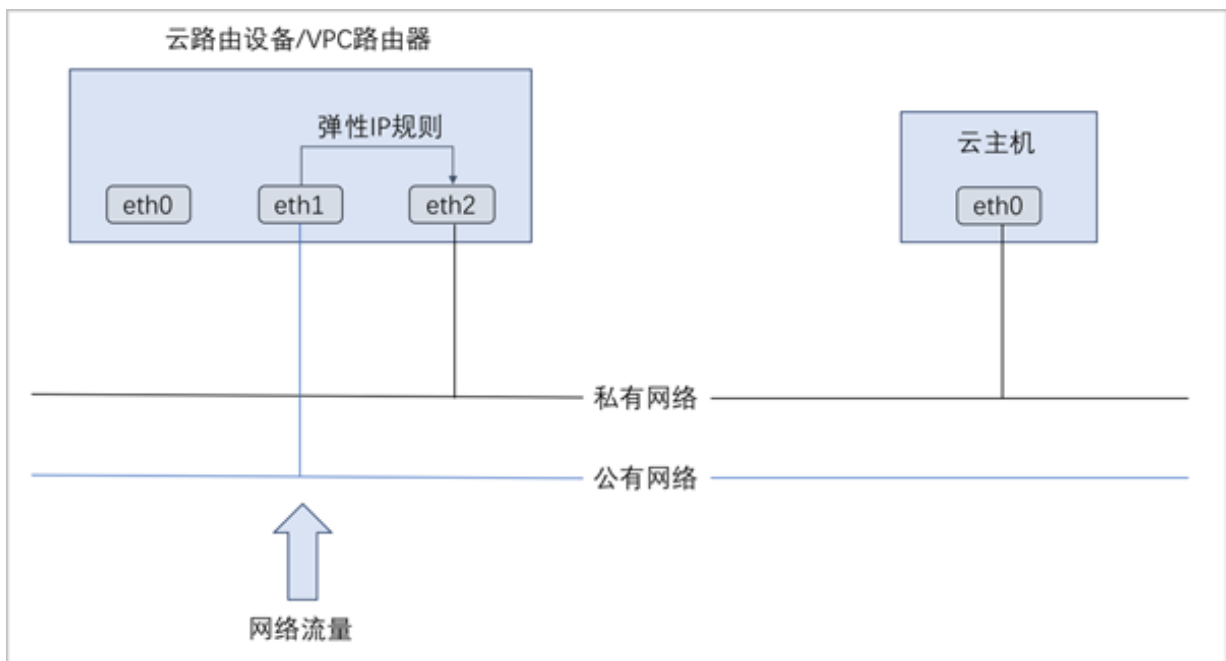 云路由设备/VPC路由器
弹性IP规则
eth0
eth1
eth2
云主机
eth0
私有网络
公有网络
网络流量